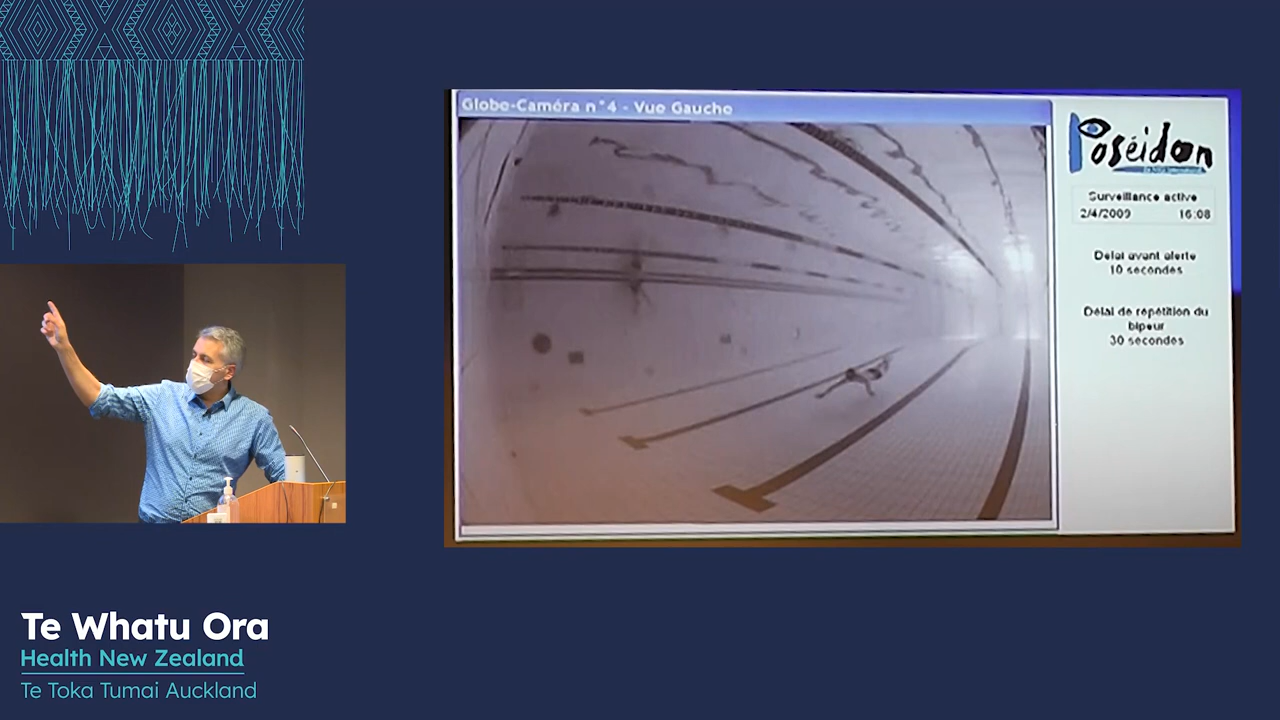 Globe-Caméra n°4 - Vue Gauche
Poséidon
Surveillance active
2/4/2009 16:08
Délai avant alerte
10 secondes
Délai de répétition du
bipeur
30 secondes
Te Whatu Ora
Health New Zealand
Te Toka Tumai Auckland